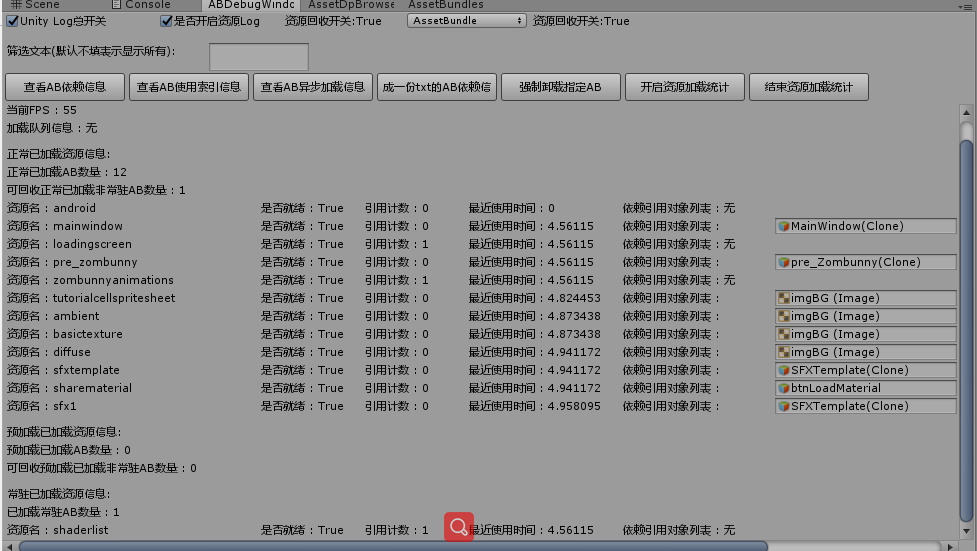 Scene Console ABDebugWindo AssetDpBrowse AssetBundles
Unity Log总开关 是否开启资源Log 资源回收开关:True AssetBundle 资源回收开关:True
筛选文本(默认不填表示显示所有):
查看AB依赖信息 查看AB使用索引信息 查看AB异步加载信息 成一份txt的AB依赖信 强制卸载指定AB 开启资源加载统计 结束资源加载统计
当前FPS : 55
加载队列信息 : 无
正常已加载资源信息:
正常已加载AB数量 : 12
可回收正常已加载非常驻AB数量 : 1
资源名 : android 是否就绪 : True 引用计数 : 0 最近使用时间 : 0 依赖引用对象列表 : 无
资源名 : mainwindow 是否就绪 : True 引用计数 : 0 最近使用时间 : 4.56115 依赖引用对象列表 : MainWindow(Clone)
资源名 : loadingscreen 是否就绪 : True 引用计数 : 1 最近使用时间 : 4.56115 依赖引用对象列表 : 无
资源名 : pre_zombunny 是否就绪 : True 引用计数 : 0 最近使用时间 : 4.56115 依赖引用对象列表 : pre_Zombunny(Clone)
资源名 : zombunnyanimations 是否就绪 : True 引用计数 : 1 最近使用时间 : 4.56115 依赖引用对象列表 : 无
资源名 : tutorialcellspritesheet 是否就绪 : True 引用计数 : 0 最近使用时间 : 4.824453 依赖引用对象列表 : imgBG (Image)
资源名 : ambient 是否就绪 : True 引用计数 : 0 最近使用时间 : 4.873438 依赖引用对象列表 : imgBG (Image)
资源名 : basictexture 是否就绪 : True 引用计数 : 0 最近使用时间 : 4.873438 依赖引用对象列表 : imgBG (Image)
资源名 : diffuse 是否就绪 : True 引用计数 : 0 最近使用时间 : 4.941172 依赖引用对象列表 : imgBG (Image)
资源名 : sfxtemplate 是否就绪 : True 引用计数 : 0 最近使用时间 : 4.941172 依赖引用对象列表 : SFXTemplate(Clone)
资源名 : sharematerial 是否就绪 : True 引用计数 : 0 最近使用时间 : 4.941172 依赖引用对象列表 : btnLoadMaterial
资源名 : sfx1 是否就绪 : True 引用计数 : 0 最近使用时间 : 4.958095 依赖引用对象列表 : SFXTemplate(Clone)
预加载已加载资源信息:
预加载已加载AB数量 : 0
可回收预加载已加载非常驻AB数量 : 0
常驻已加载资源信息:
已加载常驻AB数量 : 1
资源名 : shaderlist 是否就绪 : True 引用计数 : 1 最近使用时间 : 4.56115 依赖引用对象列表 : 无